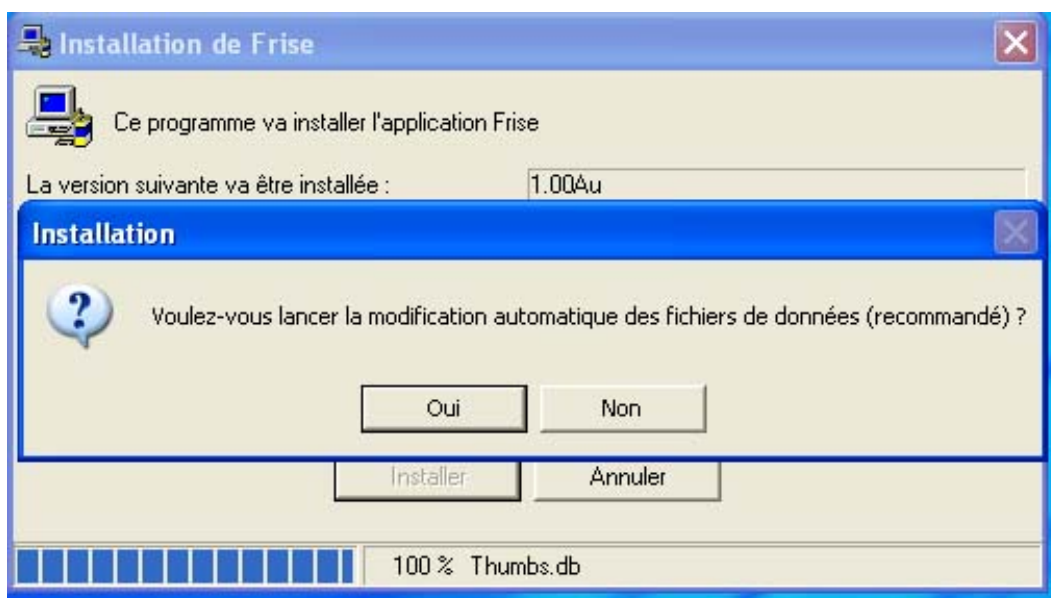 Installation de Frise
Ce programme va installer l'application Frise
La version suivante va être installée : 1.00Au
Installation
Voulez-vous lancer la modification automatique des fichiers de données (recommandé) ?
Oui Non
Installer Annuler
100 % Thumbs.db